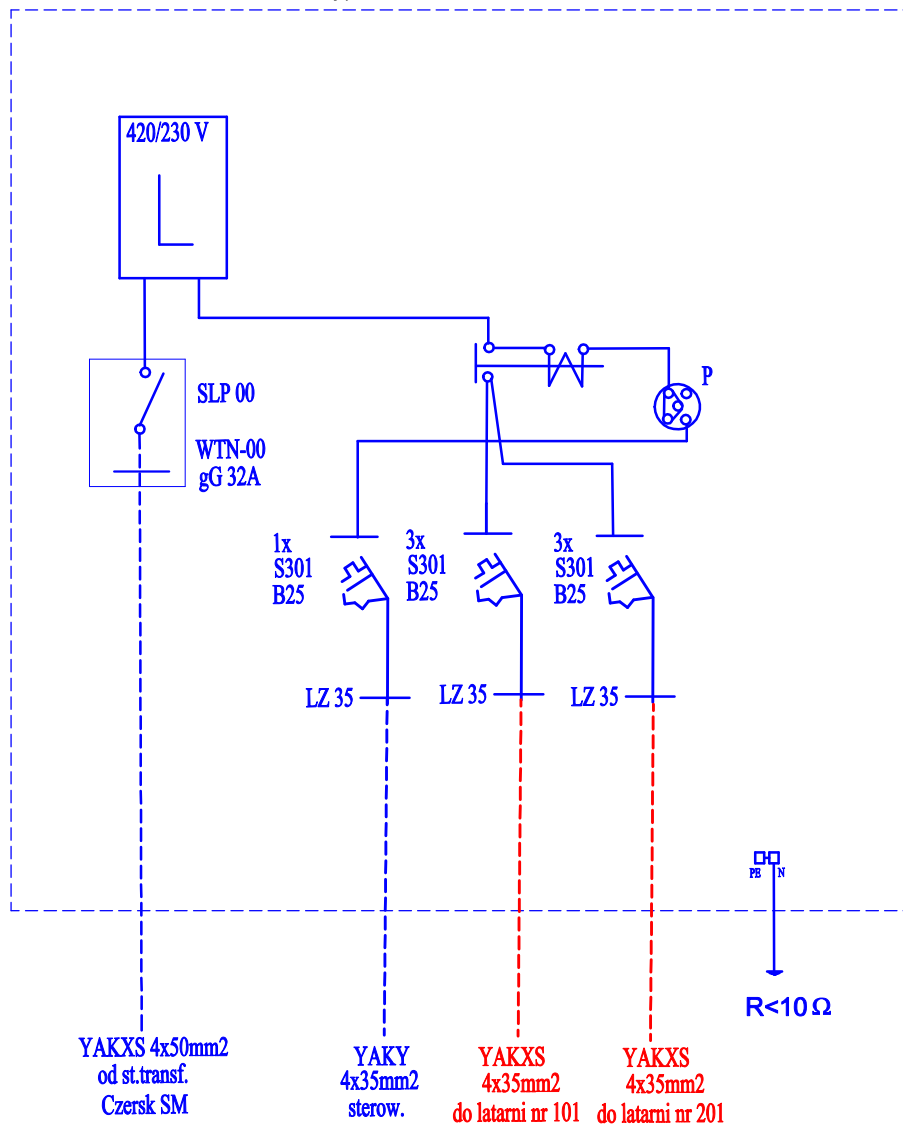 420/230 V
SLP 00
WTN-00
gG 32A
P
1x
S301
B25
3x
S301
B25
3x
S301
B25
LZ 35
LZ 35
LZ 35
PE
N
R<10 Ω
YAKXS 4x50mm2
od st.transf.
Czersk SM
YAKY
4x35mm2
sterow.
YAKXS
4x35mm2
do latarni nr 101
YAKXS
4x35mm2
do latarni nr 201